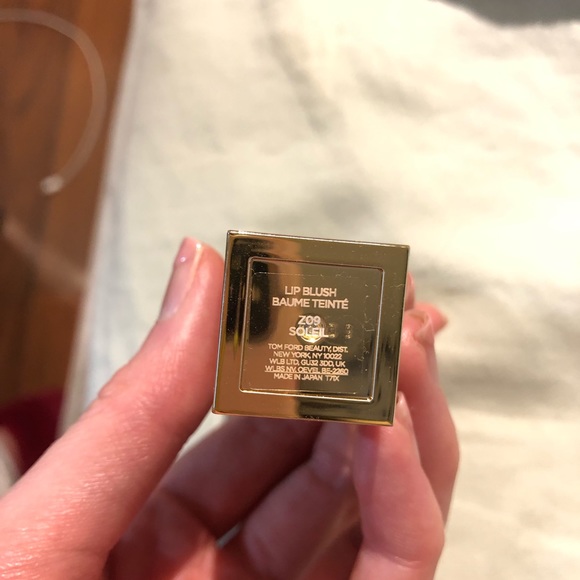 LIP BLUSH
BAUME TEINTÉ
Z09
SOLEIL
TOM FORD BEAUTY, DIST.
NEW YORK, NY 10022
WLB LTD, GU32 3DD, UK
WLBS NV, OEVEL BE-2260
MADE IN JAPAN T71X